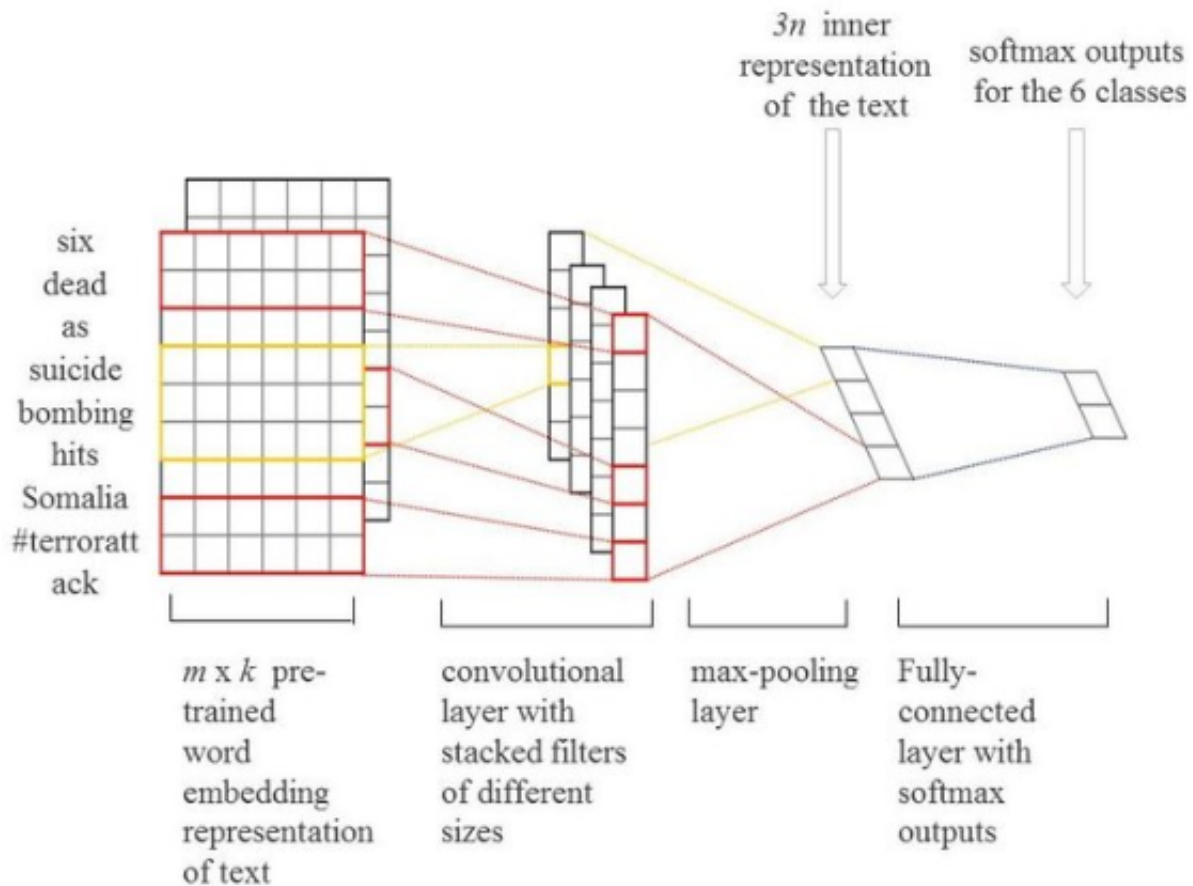 3n inner
representation
of the text
softmax outputs
for the 6 classes
six
dead
as
suicide
bombing
hits
Somalia
#terroratt
ack
m x k pre-
trained
word
embedding
representation
of text
convolutional
layer with
stacked filters
of different
sizes
max-pooling
layer
Fully-
connected
layer with
softmax
outputs